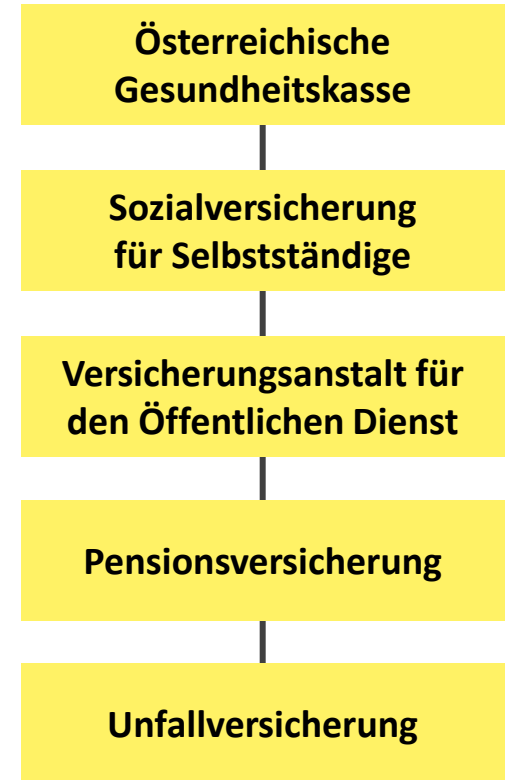 Österreichische
Gesundheitskasse
Sozialversicherung
für Selbstständige
Versicherungsanstalt für
den Öffentlichen Dienst
Pensionsversicherung
Unfallversicherung